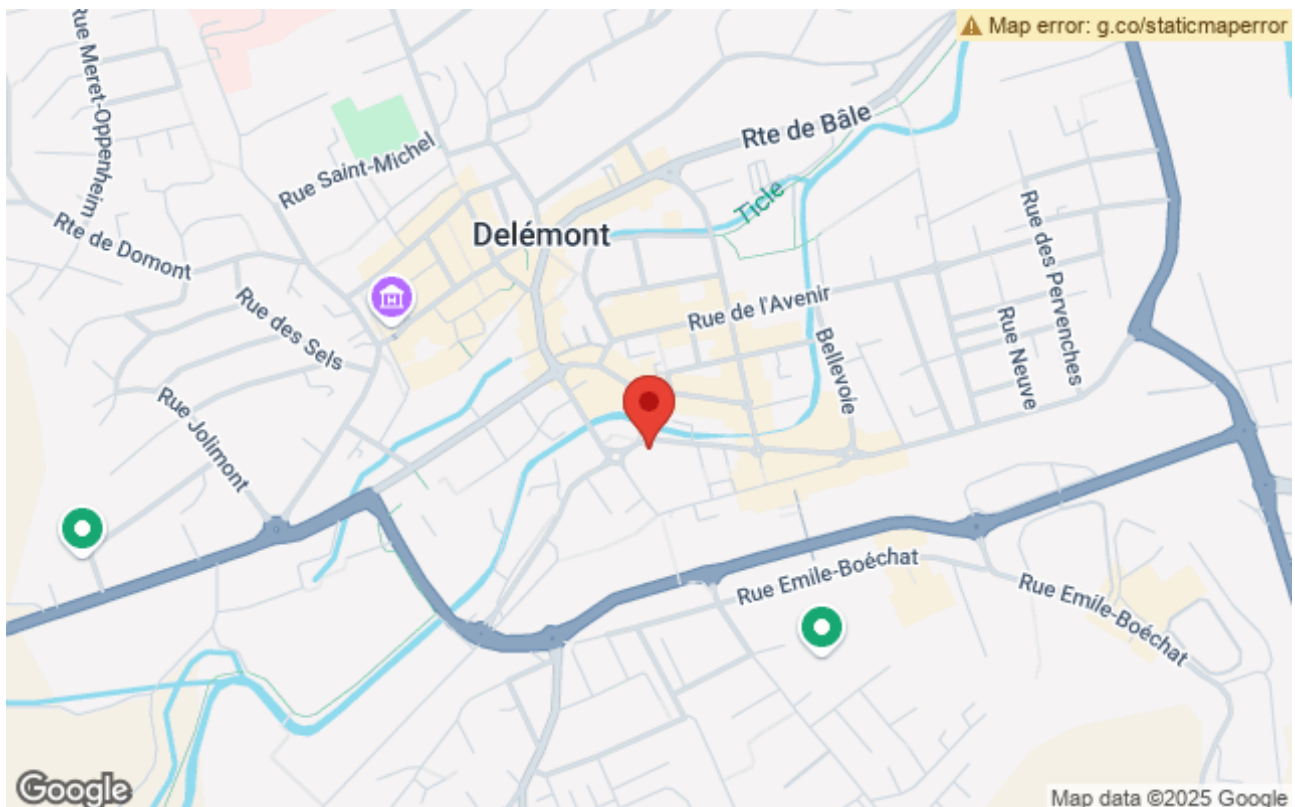 Map error: g.co/staticmaperror
Rue Meret-Oppenheim
Rte de Bâle
Rue Saint-Michel
Ticle
Rue des Pervenches
Delémont
Rte de Domont
Rue de l'Avenir
Rue des Sels
Rue Neuve
Bellevoie
Rue Jolimont
Rue Emile-Boéchat
Rue Emile-Boéchat
Google
Map data ©2025 Google